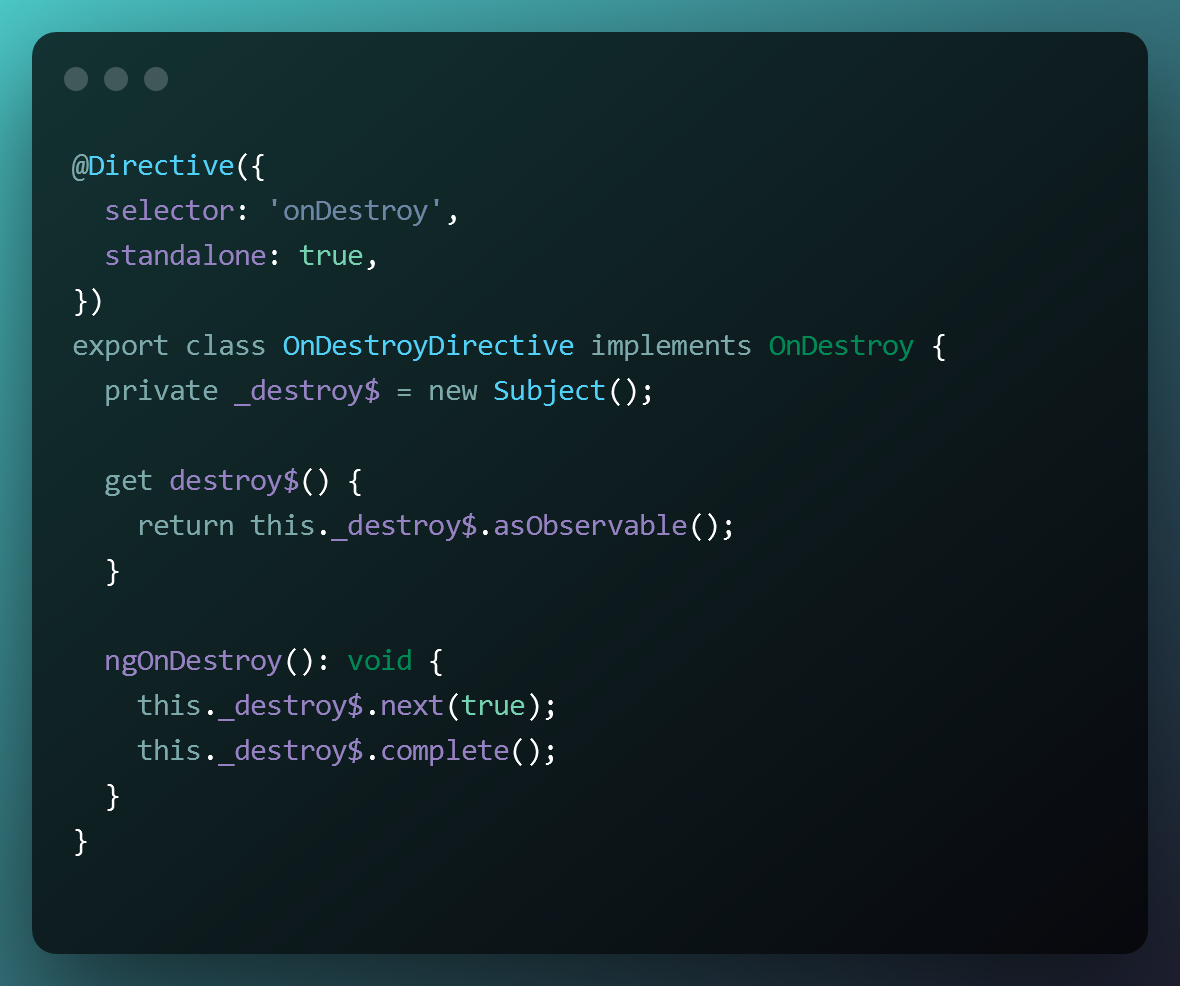 @Directive({
  selector: 'onDestroy',
  standalone: true,
})
export class OnDestroyDirective implements OnDestroy {
  private _destroy$ = new Subject();

  get destroy$() {
    return this._destroy$.asObservable();
  }

  ngOnDestroy(): void {
    this._destroy$.next(true);
    this._destroy$.complete();
  }
}